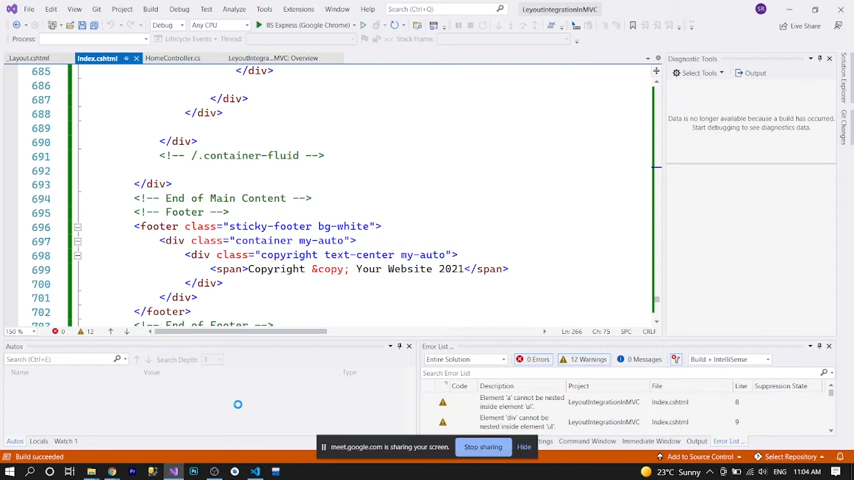 File Edit View Git Project Build Debug Test Analyze Tools Extensions Window Help Search (Ctrl+Q) LeyoutIntegrationInMVC SR
Debug Any CPU IIS Express (Google Chrome) Live Share
Process: Lifecycle Events Thread: Stack Frame:
_Layout.cshtml Index.cshtml HomeController.cs LeyoutIntegra...InMVC: Overview
685 </div>
686
687 </div>
688 </div>
689
690 </div>
691 <!-- /.container-fluid -->
692
693 </div>
694 <!-- End of Main Content -->
695 <!-- Footer -->
696 <footer class="sticky-footer bg-white">
697 <div class="container my-auto">
698 <div class="copyright text-center my-auto">
699 <span>Copyright &copy; Your Website 2021</span>
700 </div>
701 </div>
702 </footer>
703 <!-- End of Footer -->
150 % 0 12 Ln: 266 Ch: 75 SPC CRLF
Diagnostic Tools
Select Tools Output
Data is no longer available because a build has occurred.
Start debugging to see diagnostics data.
Solution Explorer
Git Changes
Autos
Search (Ctrl+E) Search Depth: 3
Name Value Type
Autos Locals Watch 1
Error List ...
Entire Solution 0 Errors 12 Warnings 0 Messages Build + IntelliSense
Search Error List
Code Description Project File Line Suppression State
Element 'a' cannot be nested inside element 'ul'. LeyoutIntegrationInMVC Index.cshtml 8
Element 'div' cannot be nested inside element 'ul'. LeyoutIntegrationInMVC Index.cshtml 9
ttings Command Window Immediate Window Output Error List ...
meet.google.com is sharing your screen. Stop sharing Hide
Build succeeded Add to Source Control Select Repository
23°C Sunny ENG 11:04 AM